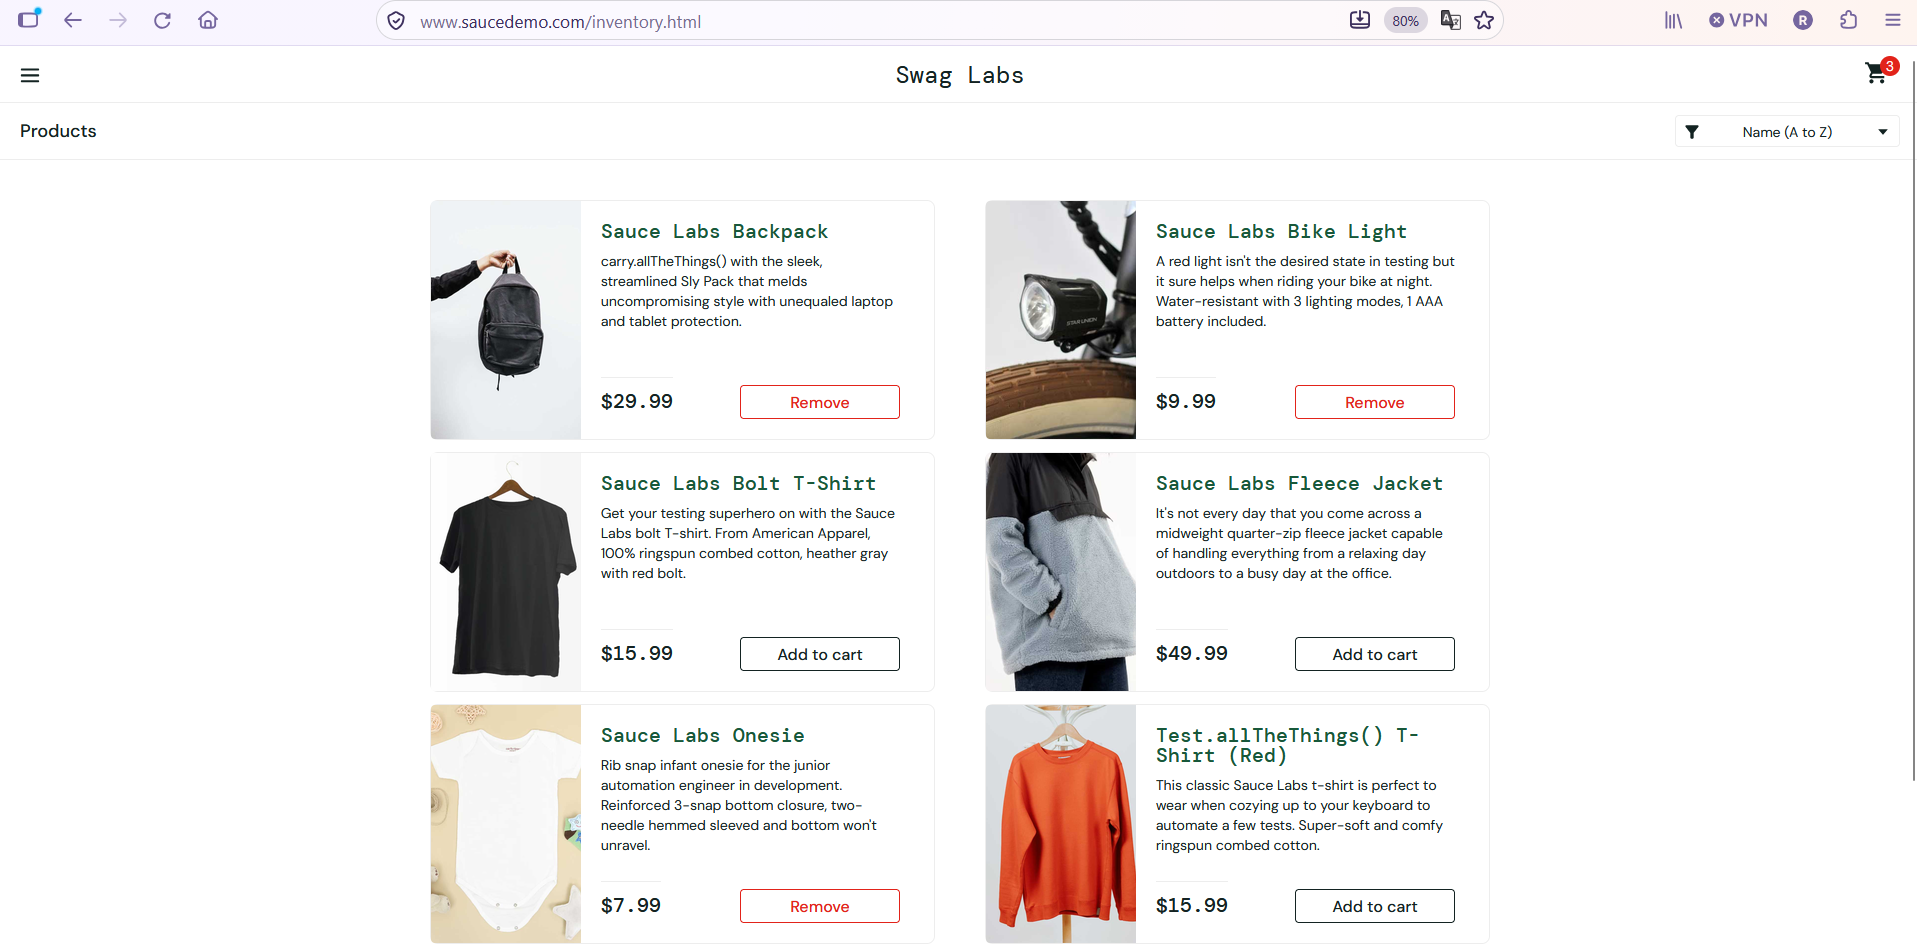 www.saucedemo.com/inventory.html
80%
VPN
R
Swag Labs
3
Products
Name (A to Z)
Sauce Labs Backpack
carry.allTheThings() with the sleek,
streamlined Sly Pack that melds
uncompromising style with unequaled laptop
and tablet protection.
$29.99
Remove
Sauce Labs Bike Light
A red light isn't the desired state in testing but
it sure helps when riding your bike at night.
Water-resistant with 3 lighting modes, 1 AAA
battery included.
$9.99
Remove
Sauce Labs Bolt T-Shirt
Get your testing superhero on with the Sauce
Labs bolt T-shirt. From American Apparel,
100% ringspun combed cotton, heather gray
with red bolt.
$15.99
Add to cart
Sauce Labs Fleece Jacket
It's not every day that you come across a
midweight quarter-zip fleece jacket capable
of handling everything from a relaxing day
outdoors to a busy day at the office.
$49.99
Add to cart
Sauce Labs Onesie
Rib snap infant onesie for the junior
automation engineer in development.
Reinforced 3-snap bottom closure, two-
needle hemmed sleeved and bottom won't
unravel.
$7.99
Remove
Test.allTheThings() T-
Shirt (Red)
This classic Sauce Labs t-shirt is perfect to
wear when cozying up to your keyboard to
automate a few tests. Super-soft and comfy
ringspun combed cotton.
$15.99
Add to cart